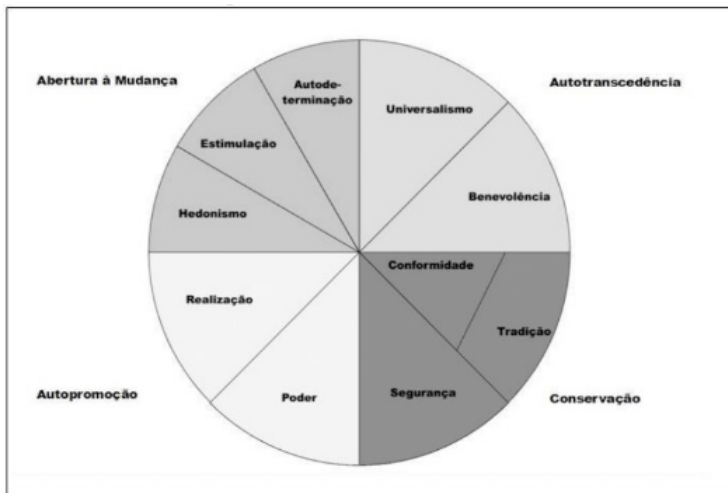 Abertura à Mudança
Autode-
terminação
Autotranscedência
Universalismo
Estimulação
Benevolência
Hedonismo
Conformidade
Realização
Tradição
Autopromoção
Poder
Segurança
Conservação